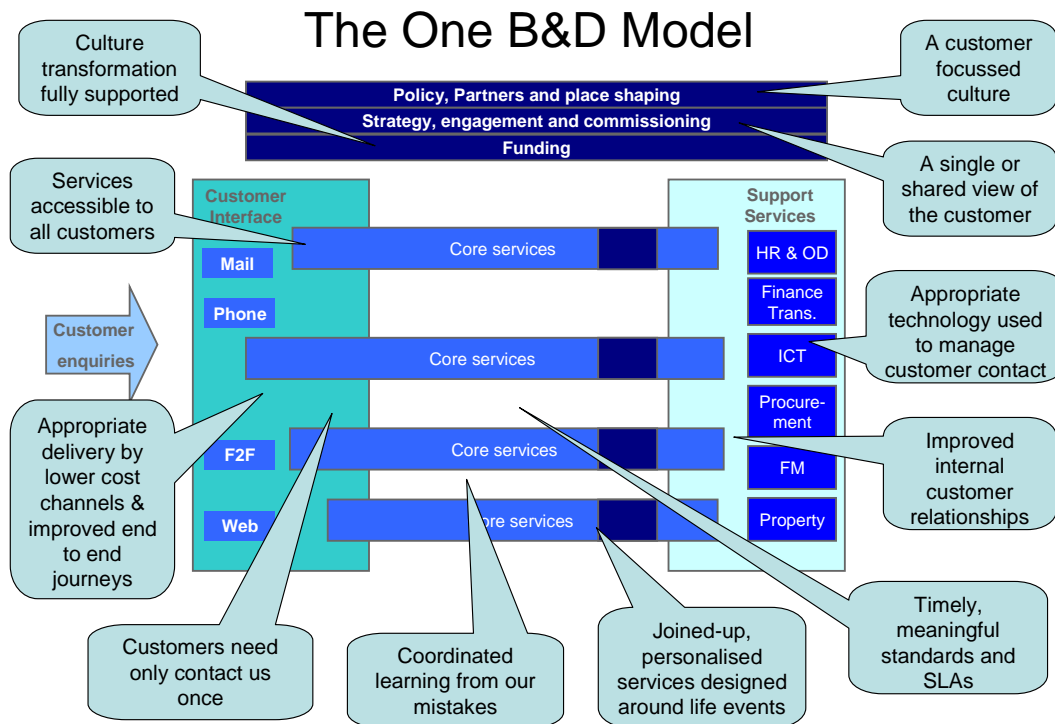 The One B&D Model
Culture
transformation
fully supported
A customer
focussed
culture
Policy, Partners and place shaping
Strategy, engagement and commissioning
Funding
Services
accessible to
all customers
A single or
shared view of
the customer
Customer
Interface
Support
Services
Mail
Phone
F2F
Web
Core services
Core services
Core services
Core services
HR & OD
Finance
Trans.
ICT
Procure-
ment
FM
Property
Customer
enquiries
Appropriate
technology used
to manage
customer contact
Appropriate
delivery by
lower cost
channels &
improved end
to end
journeys
Improved
internal
customer
relationships
Customers need
only contact us
once
Coordinated
learning from our
mistakes
Joined-up,
personalised
services designed
around life events
Timely,
meaningful
standards and
SLAs